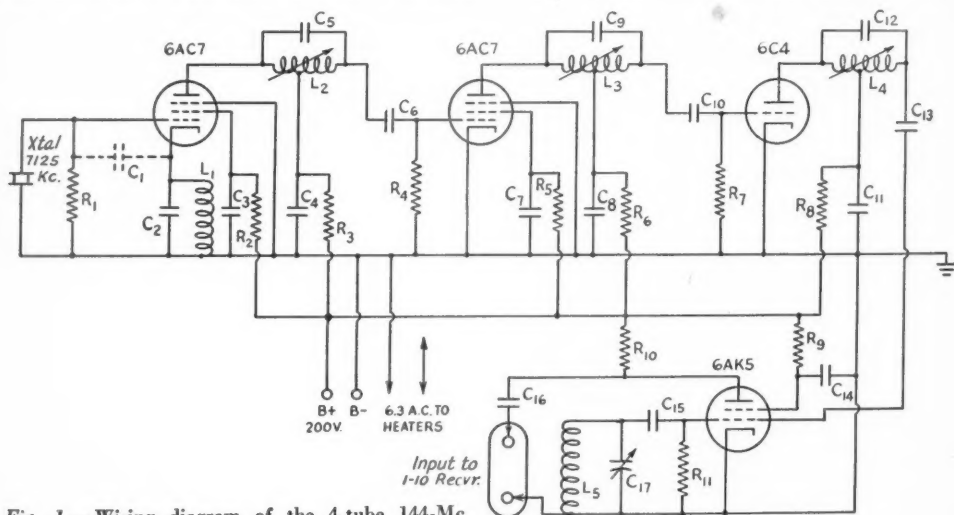 C5
C9
C12
6AC7
6AC7
6C4
L2
L3
L4
C6
C10
C13
Xtal
7125
Kc.
C1
L1
R1
C2
C3
R2
C4
R3
R4
C7
R5
C8
R6
R7
R8
C11
R10
R9
6AK5
C14
B+
200V.
B-
6.3 A.C. TO
HEATERS
C16
C15
Input to
1-10 Recvr.
L5
C17
R11
Fig. 1 — Wiring diagram of the 4-tube 144-Mc.